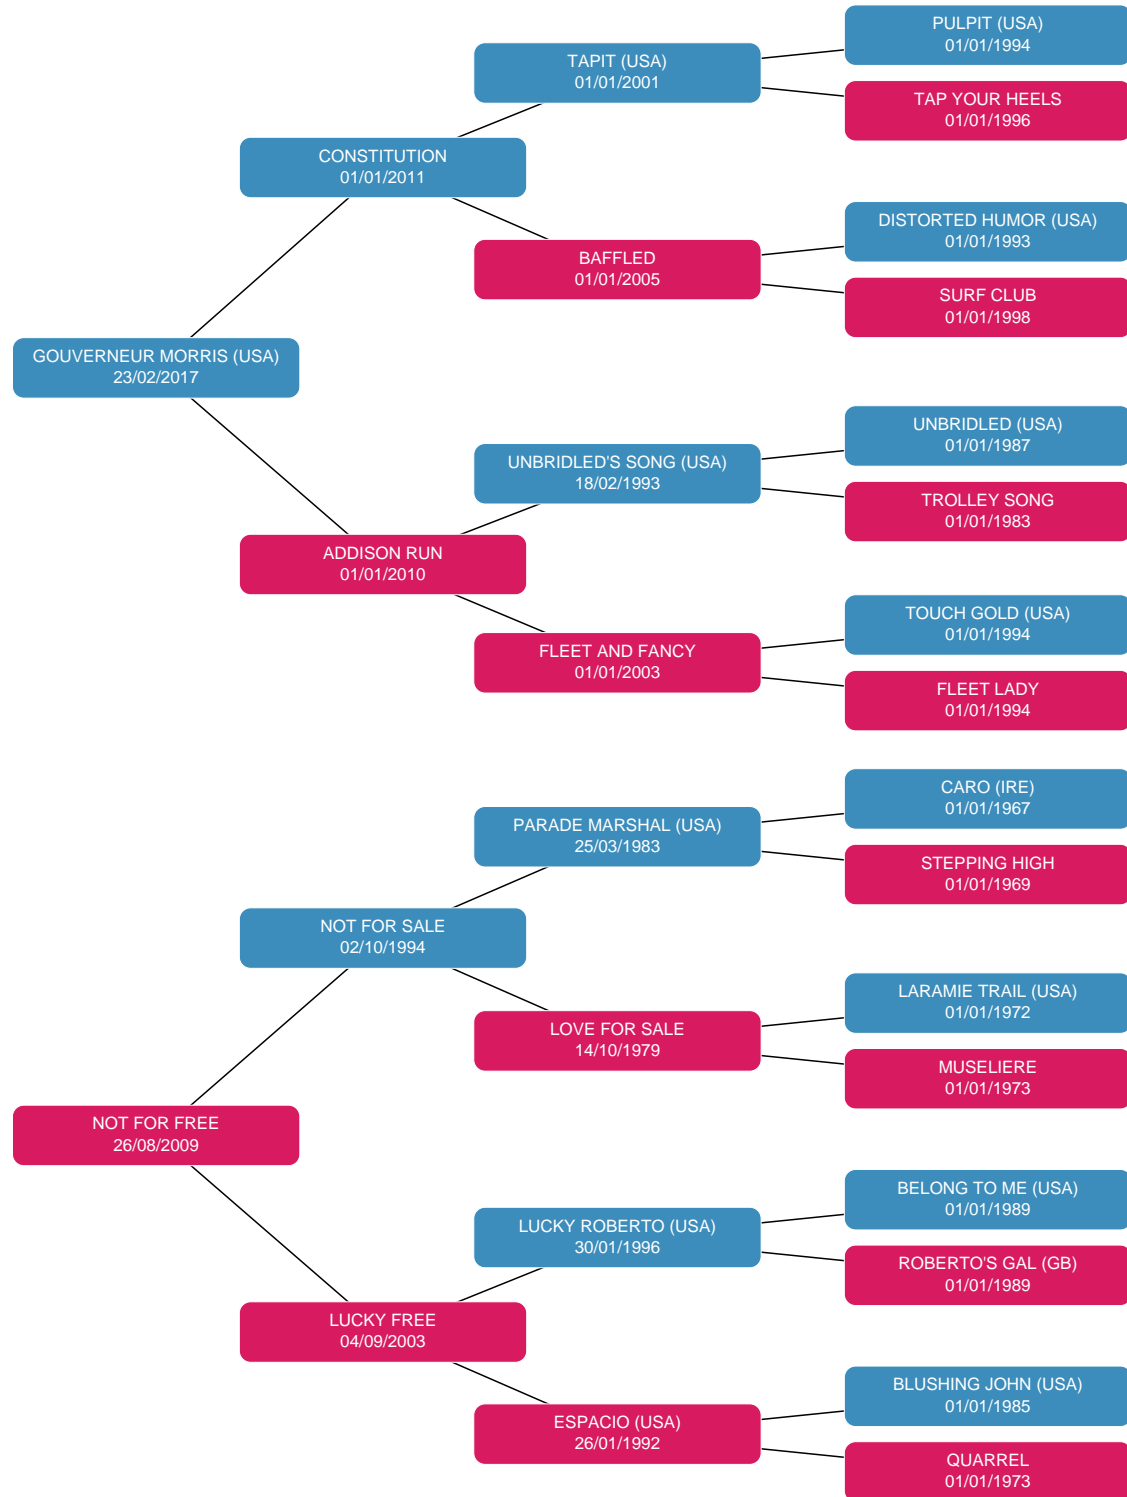 PULPIT (USA)
01/01/1994
TAPIT (USA)
01/01/2001
TAP YOUR HEELS
01/01/1996
CONSTITUTION
01/01/2011
DISTORTED HUMOR (USA)
01/01/1993
BAFFLED
01/01/2005
SURF CLUB
01/01/1998
GOUVERNEUR MORRIS (USA)
23/02/2017
UNBRIDLED (USA)
01/01/1987
UNBRIDLED'S SONG (USA)
18/02/1993
TROLLEY SONG
01/01/1983
ADDISON RUN
01/01/2010
TOUCH GOLD (USA)
01/01/1994
FLEET AND FANCY
01/01/2003
FLEET LADY
01/01/1994
CARO (IRE)
01/01/1967
PARADE MARSHAL (USA)
25/03/1983
STEPPING HIGH
01/01/1969
NOT FOR SALE
02/10/1994
LARAMIE TRAIL (USA)
01/01/1972
LOVE FOR SALE
14/10/1979
MUSELIERE
01/01/1973
NOT FOR FREE
26/08/2009
BELONG TO ME (USA)
01/01/1989
LUCKY ROBERTO (USA)
30/01/1996
ROBERTO'S GAL (GB)
01/01/1989
LUCKY FREE
04/09/2003
BLUSHING JOHN (USA)
01/01/1985
ESPACIO (USA)
26/01/1992
QUARREL
01/01/1973